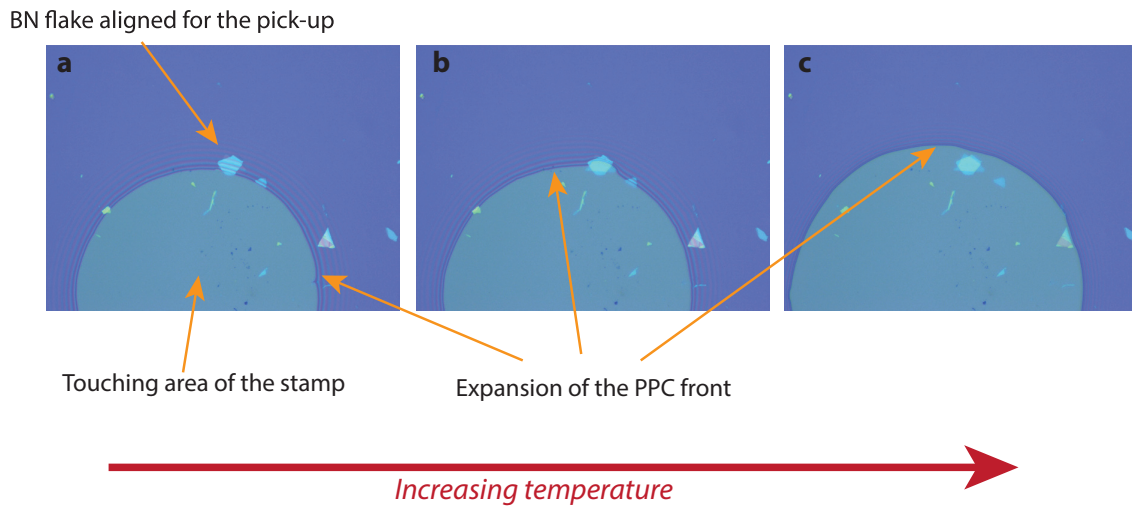 BN flake aligned for the pick-up
a
b
c
Touching area of the stamp
Expansion of the PPC front
Increasing temperature